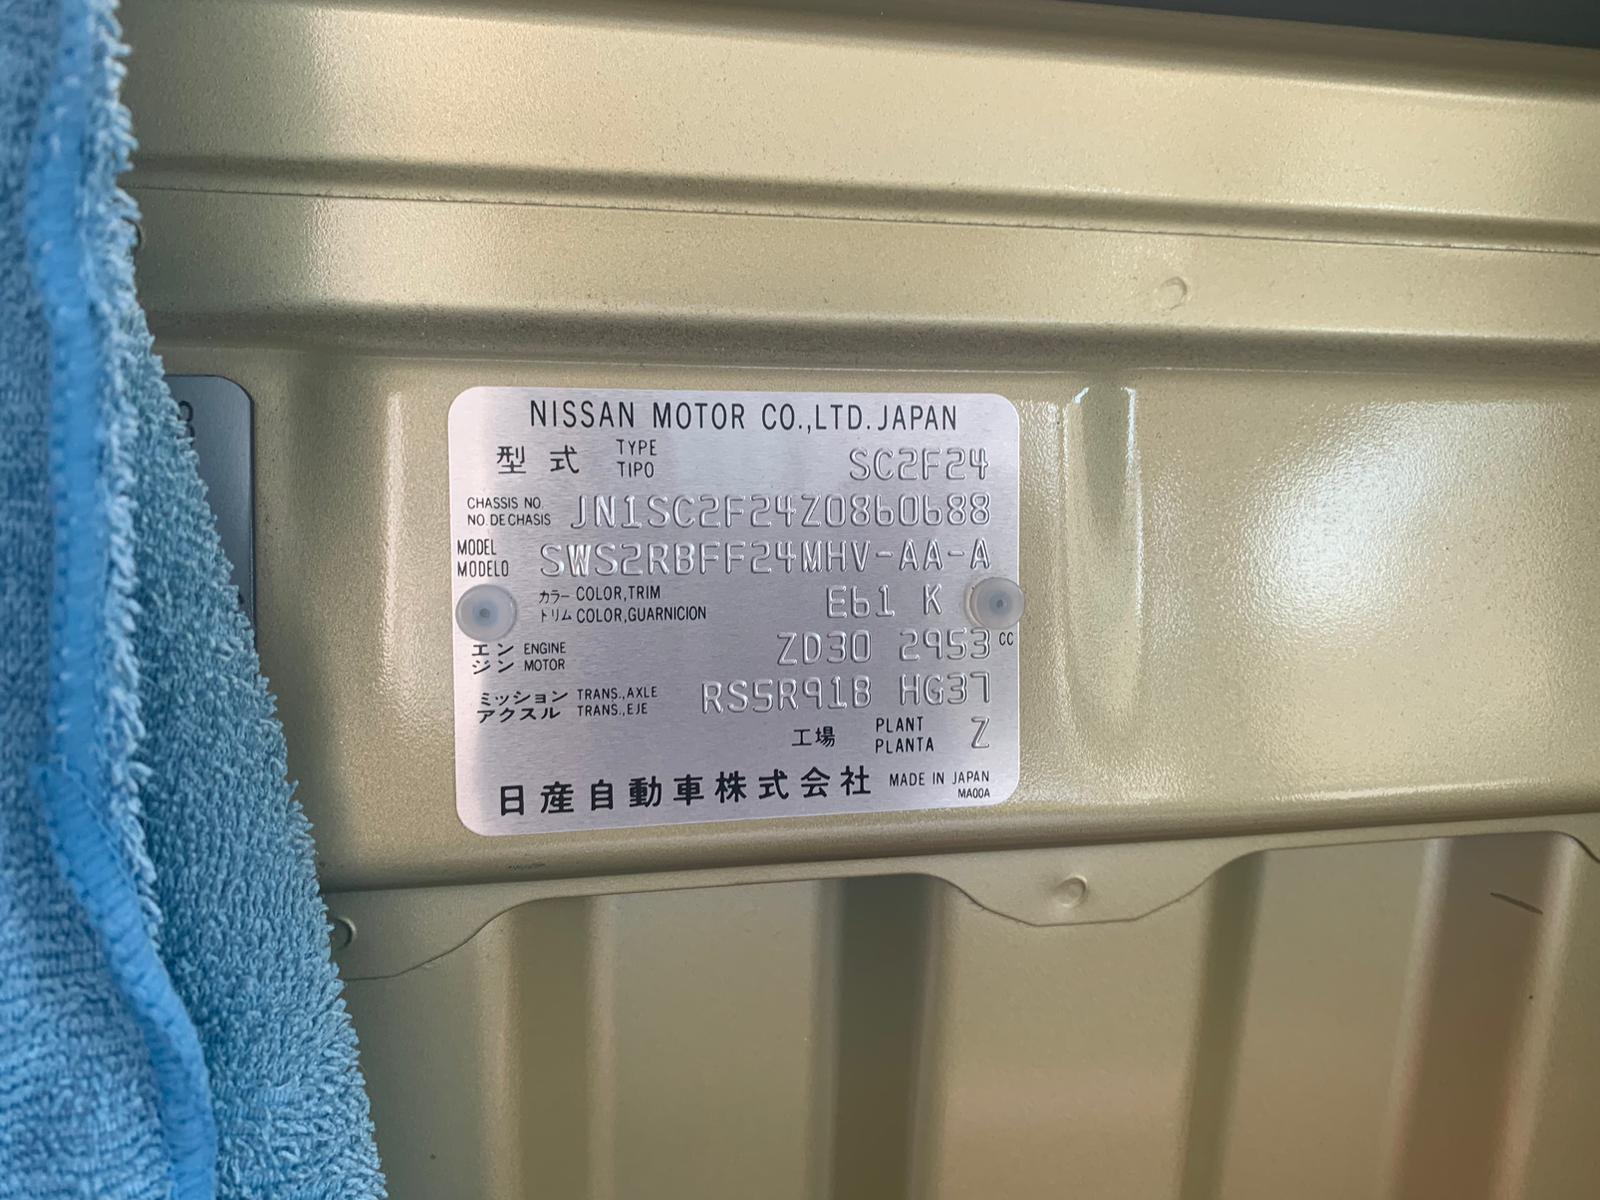 NISSAN MOTOR CO.,LTD. JAPAN
型式 TYPE TIPO SC2F24
CHASSIS NO. NO. DE CHASIS JN1SC2F24Z0860688
MODEL MODELO SWS2RBFF24MHV-AA-A
カラー COLOR,TRIM
トリム COLOR,GUARNICION E61 K
エンジン ENGINE MOTOR ZD30 2953 cc
ミッション TRANS.,AXLE
アクスル TRANS.,EJE RS5R91B HG37
工場 PLANT PLANTA Z
日産自動車株式会社 MADE IN JAPAN
MA00A